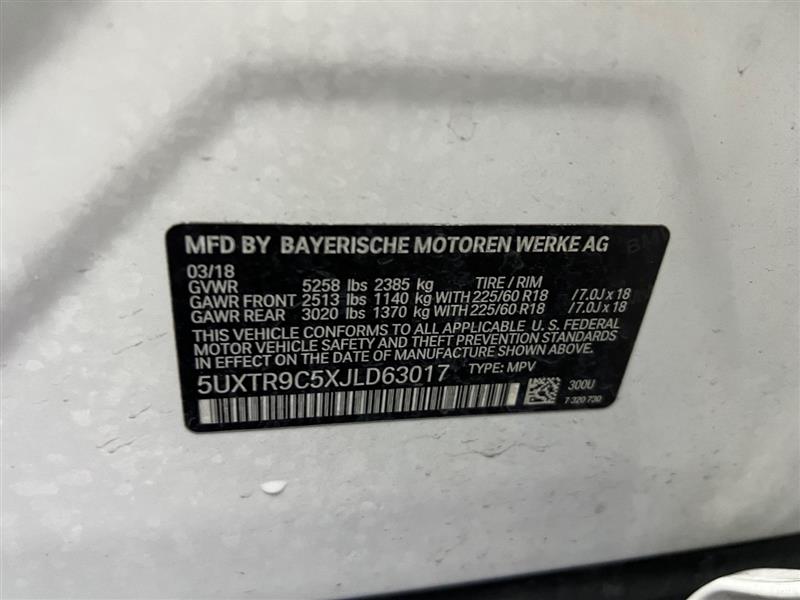 MFD BY BAYERISCHE MOTOREN WERKE AG
03/18
GVWR 5258 lbs 2385 kg TIRE / RIM
GAWR FRONT 2513 lbs 1140 kg WITH 225/60 R18 / 7.0J x 18
GAWR REAR 3020 lbs 1370 kg WITH 225/60 R18 / 7.0J x 18
THIS VEHICLE CONFORMS TO ALL APPLICABLE U. S. FEDERAL
MOTOR VEHICLE SAFETY AND THEFT PREVENTION STANDARDS
IN EFFECT ON THE DATE OF MANUFACTURE SHOWN ABOVE.
5UXTR9C5XJLD63017 TYPE: MPV
300U
7 320 730